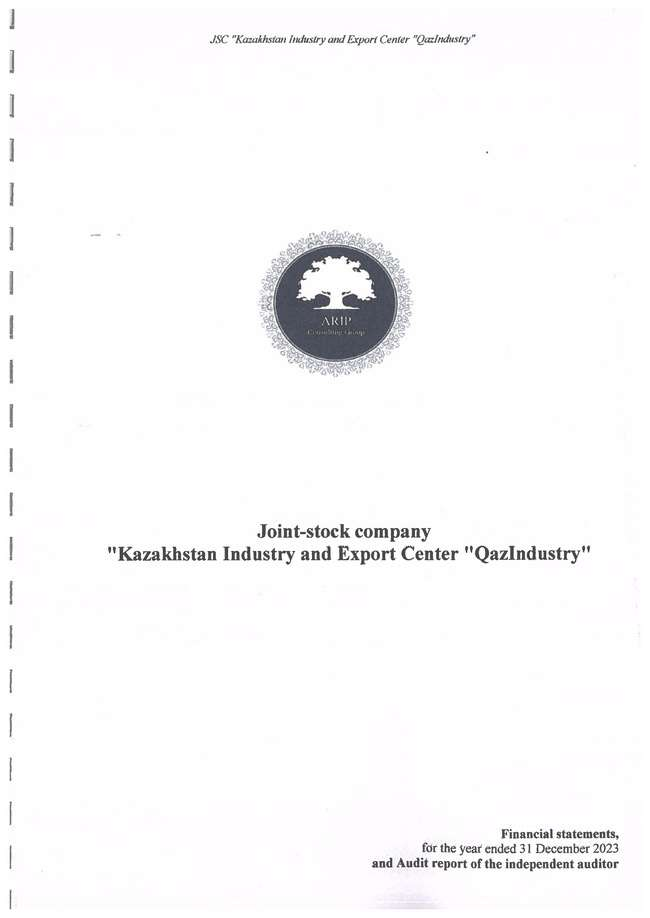 JSC "Kazakhstan Industry and Export Center "QazIndustry"
ARIP
Consulting Group
Joint-stock company
"Kazakhstan Industry and Export Center "QazIndustry"
Financial statements,
for the year ended 31 December 2023
and Audit report of the independent auditor